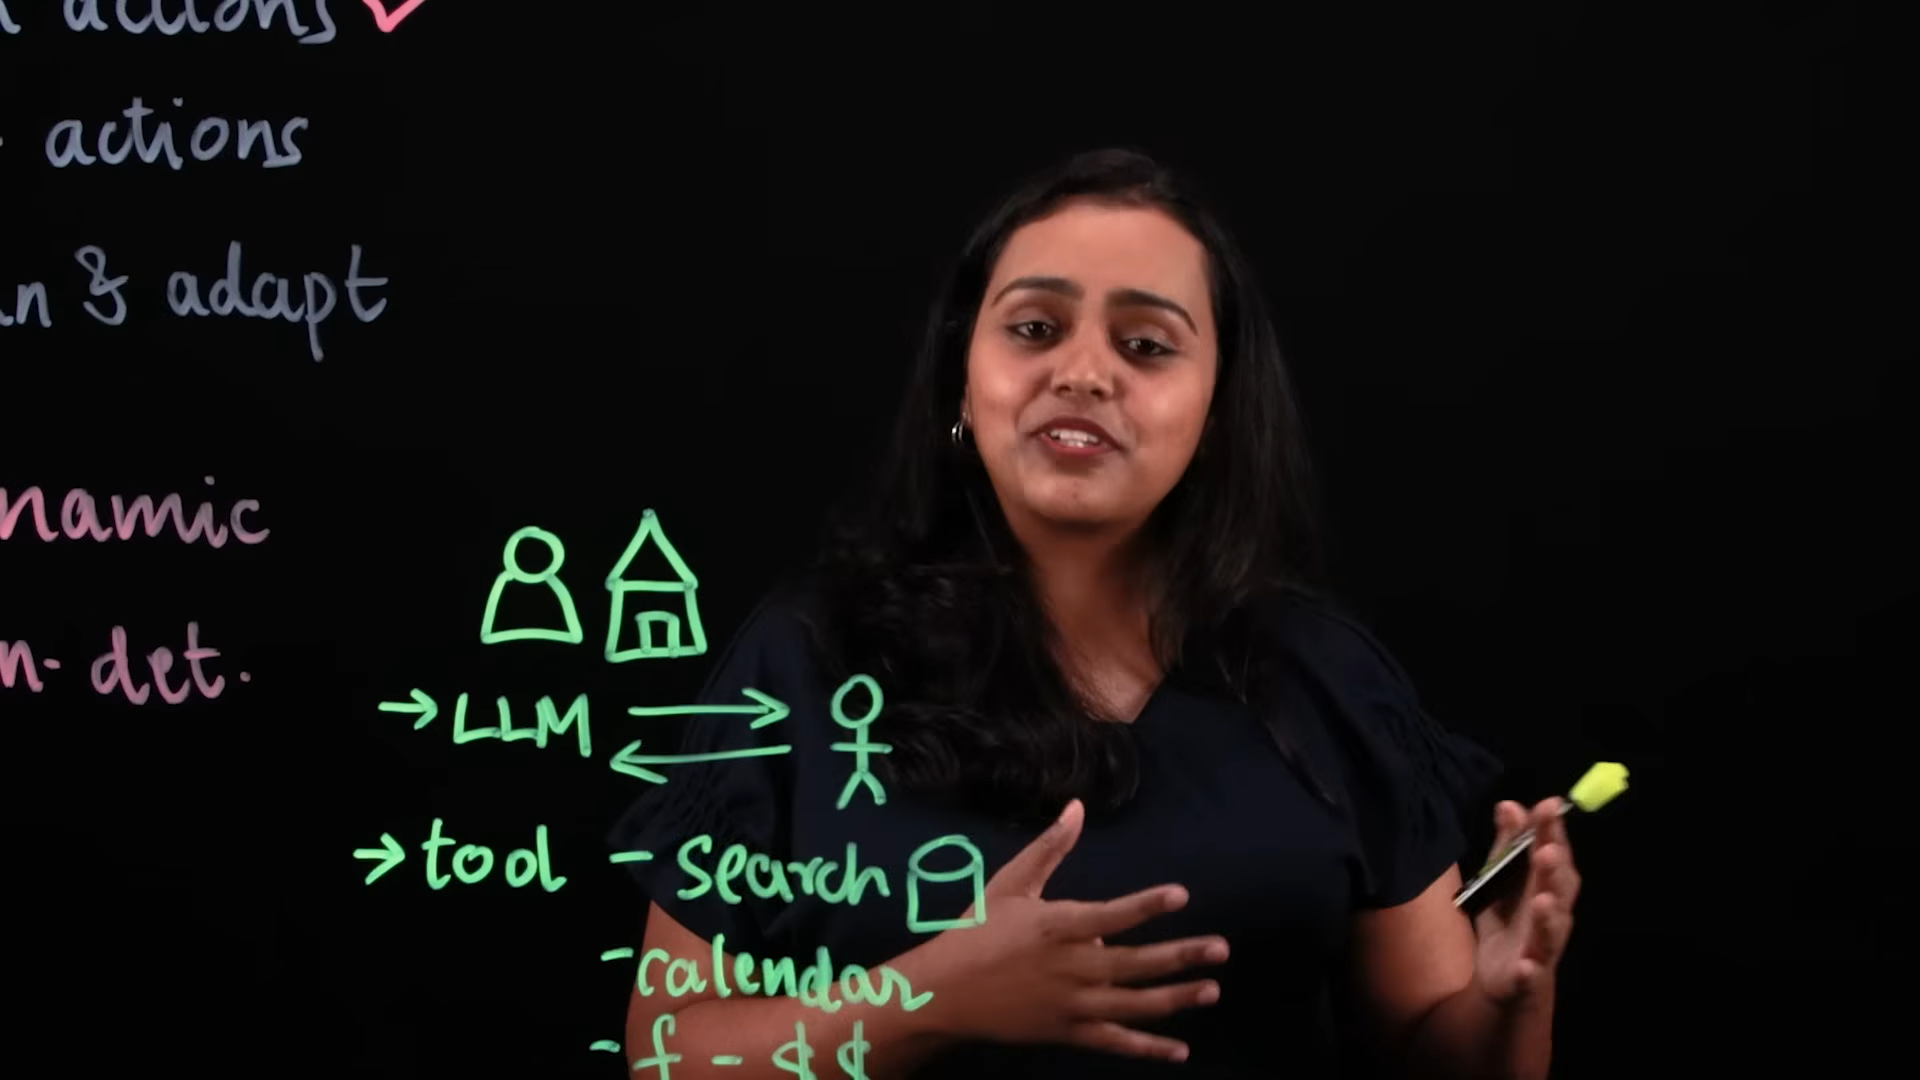 actions
actions
& adapt
namic
n- det.
→ LLM
→ tool - search
- calendar
- f - $ $